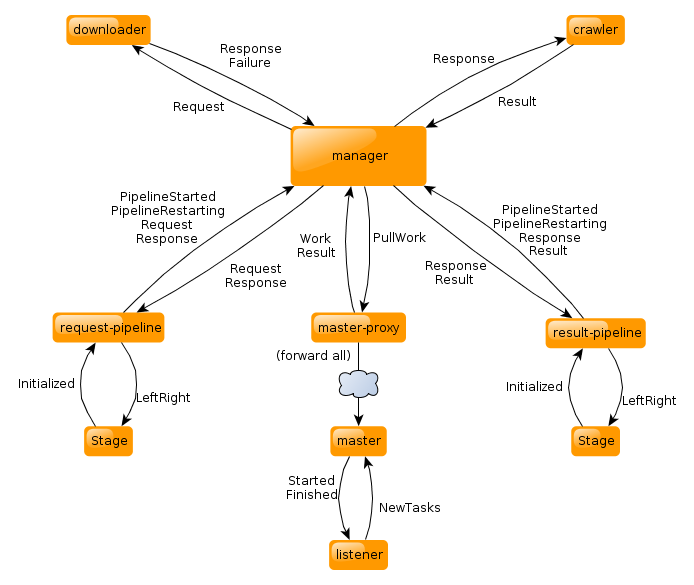 downloader
crawler
Response
Failure
Response
Request
Result
manager
PipelineStarted
PipelineRestarting
Request
Response
Request
Response
Work
Result
PullWork
Response
Result
PipelineStarted
PipelineRestarting
Response
Result
request-pipeline
master-proxy
result-pipeline
(forward all)
Initialized
LeftRight
Initialized
LeftRight
Stage
master
Stage
Started
Finished
NewTasks
listener